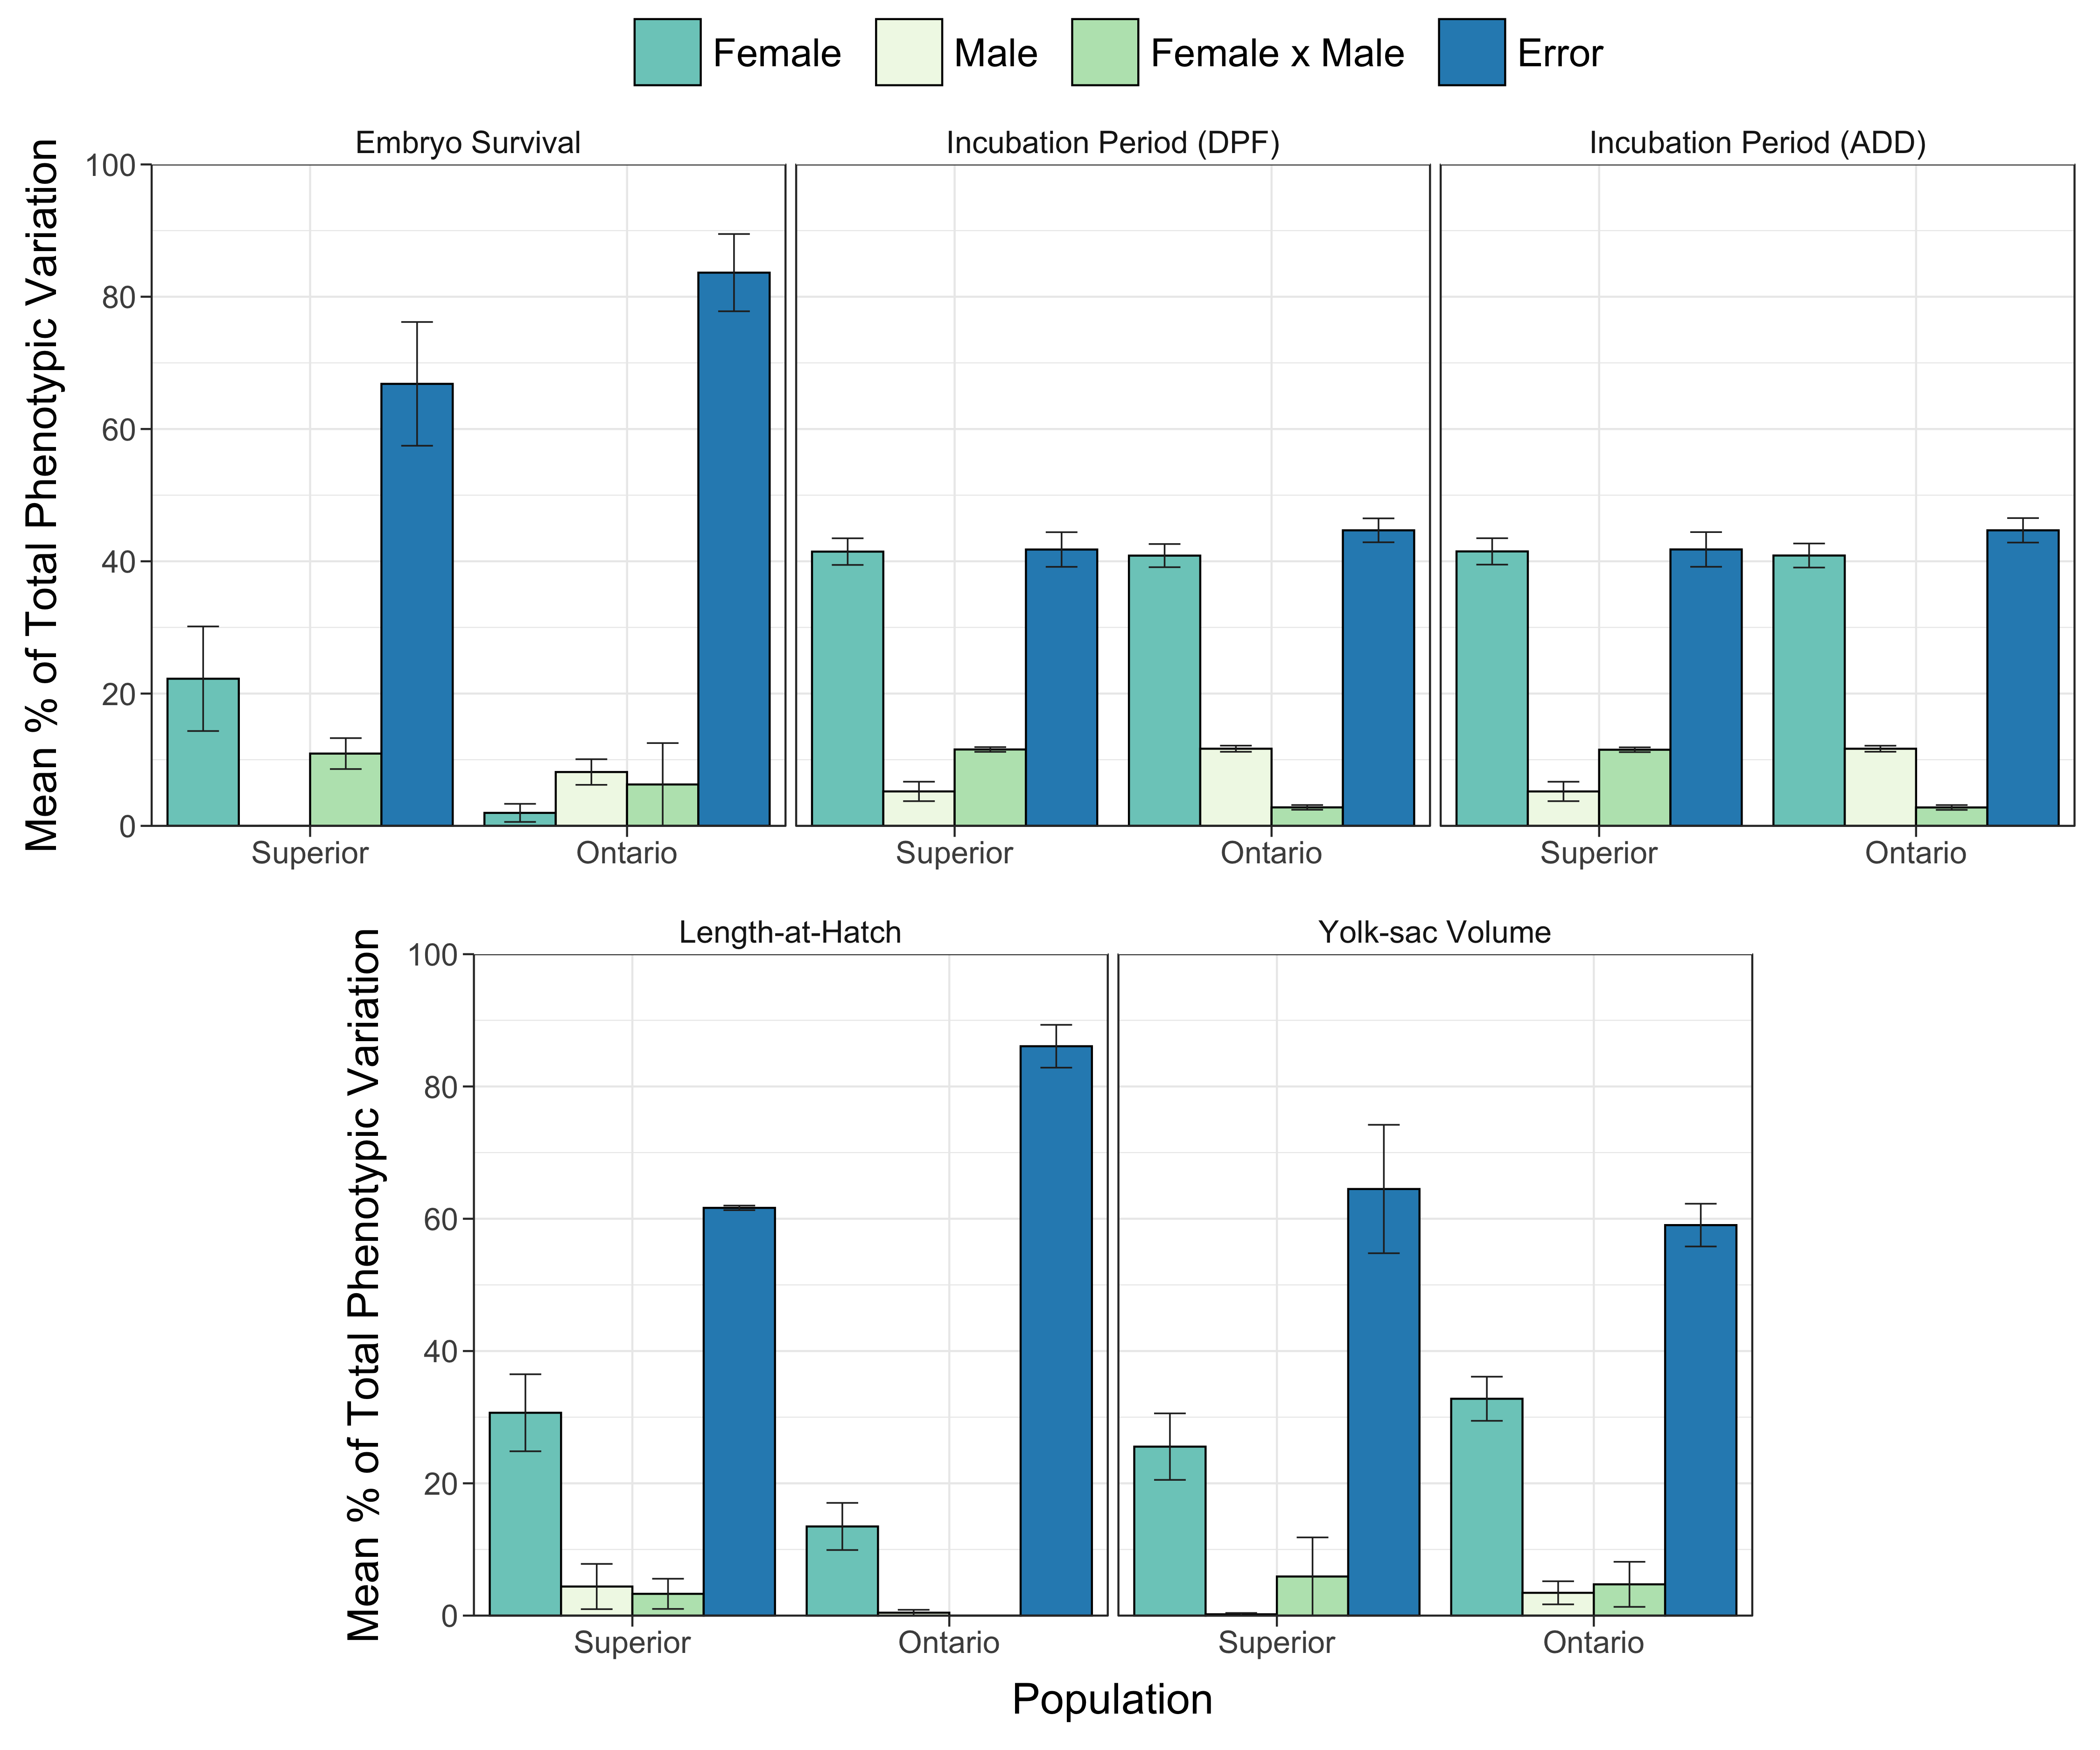 Female Male Female x Male Error
Embryo Survival Incubation Period (DPF) Incubation Period (ADD)
Mean % of Total Phenotypic Variation
100
80
60
40
20
0
Superior Ontario Superior Ontario Superior Ontario
Length-at-Hatch Yolk-sac Volume
Mean % of Total Phenotypic Variation
100
80
60
40
20
0
Superior Ontario Superior Ontario
Population